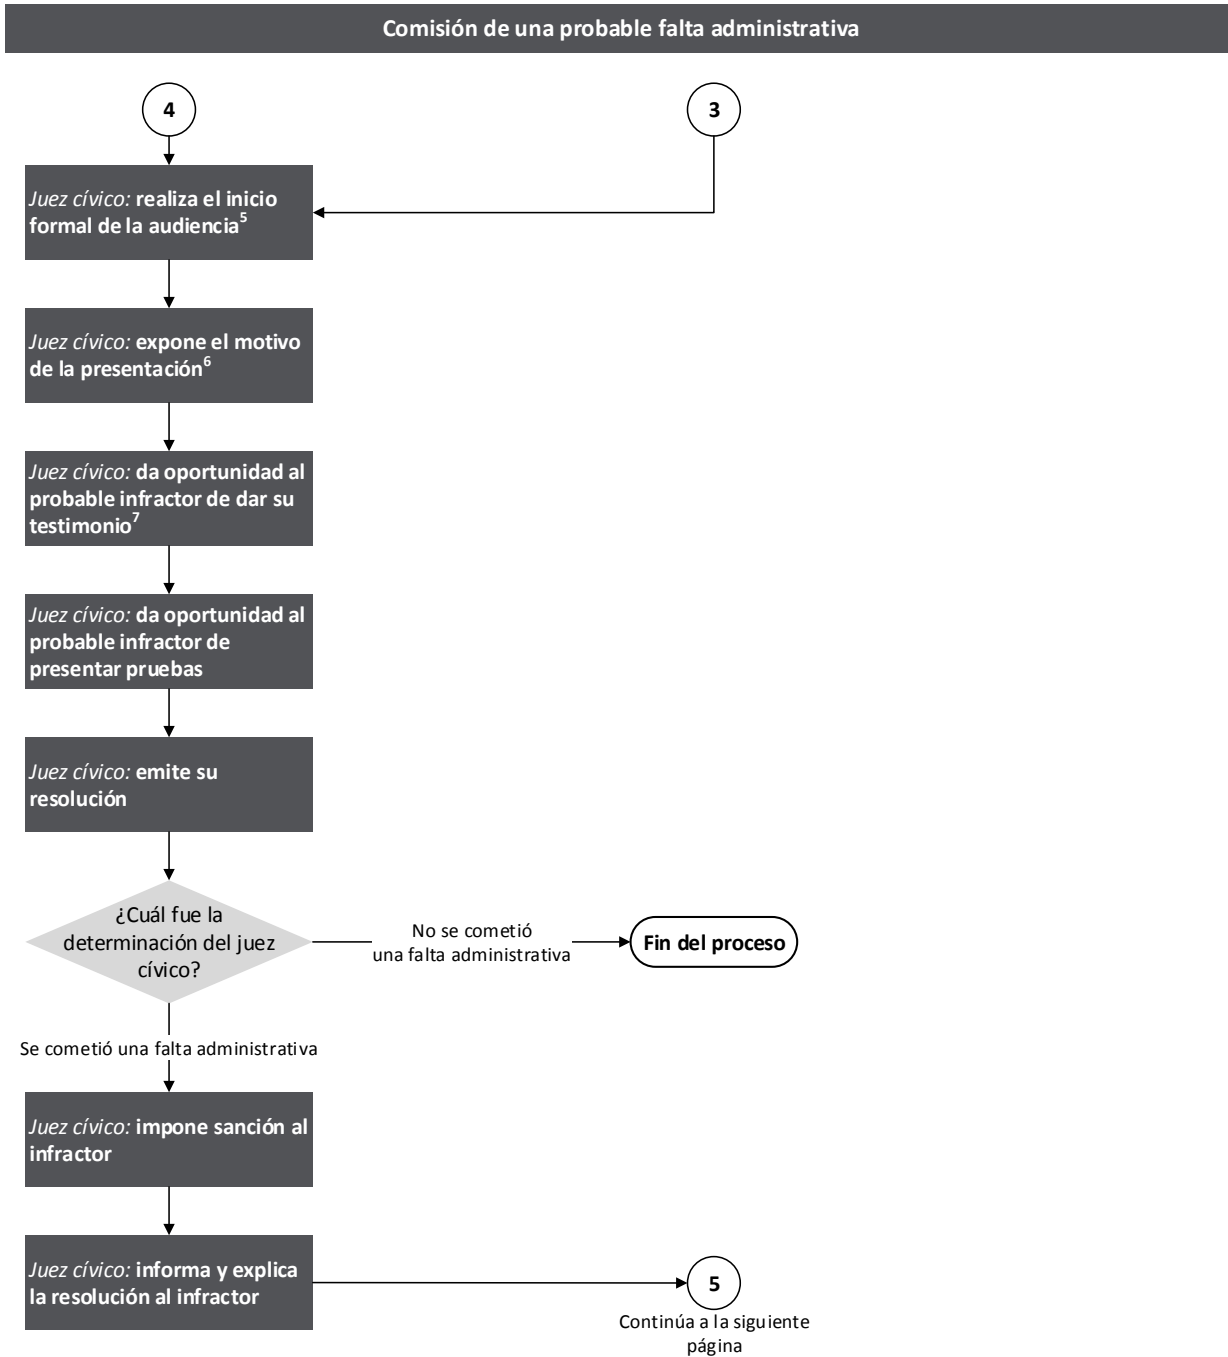 Comisión de una probable falta administrativa
4
3
Juez cívico: realiza el inicio
formal de la audiencia5
Juez cívico: expone el motivo
de la presentación6
Juez cívico: da oportunidad al
probable infractor de dar su
testimonio7
Juez cívico: da oportunidad al
probable infractor de
presentar pruebas
Juez cívico: emite su
resolución
¿Cuál fue la
determinación del juez
cívico?
No se cometió
una falta administrativa
Fin del proceso
Se cometió una falta administrativa
Juez cívico: impone sanción al
infractor
Juez cívico: informa y explica
la resolución al infractor
5
Continúa a la siguiente
página